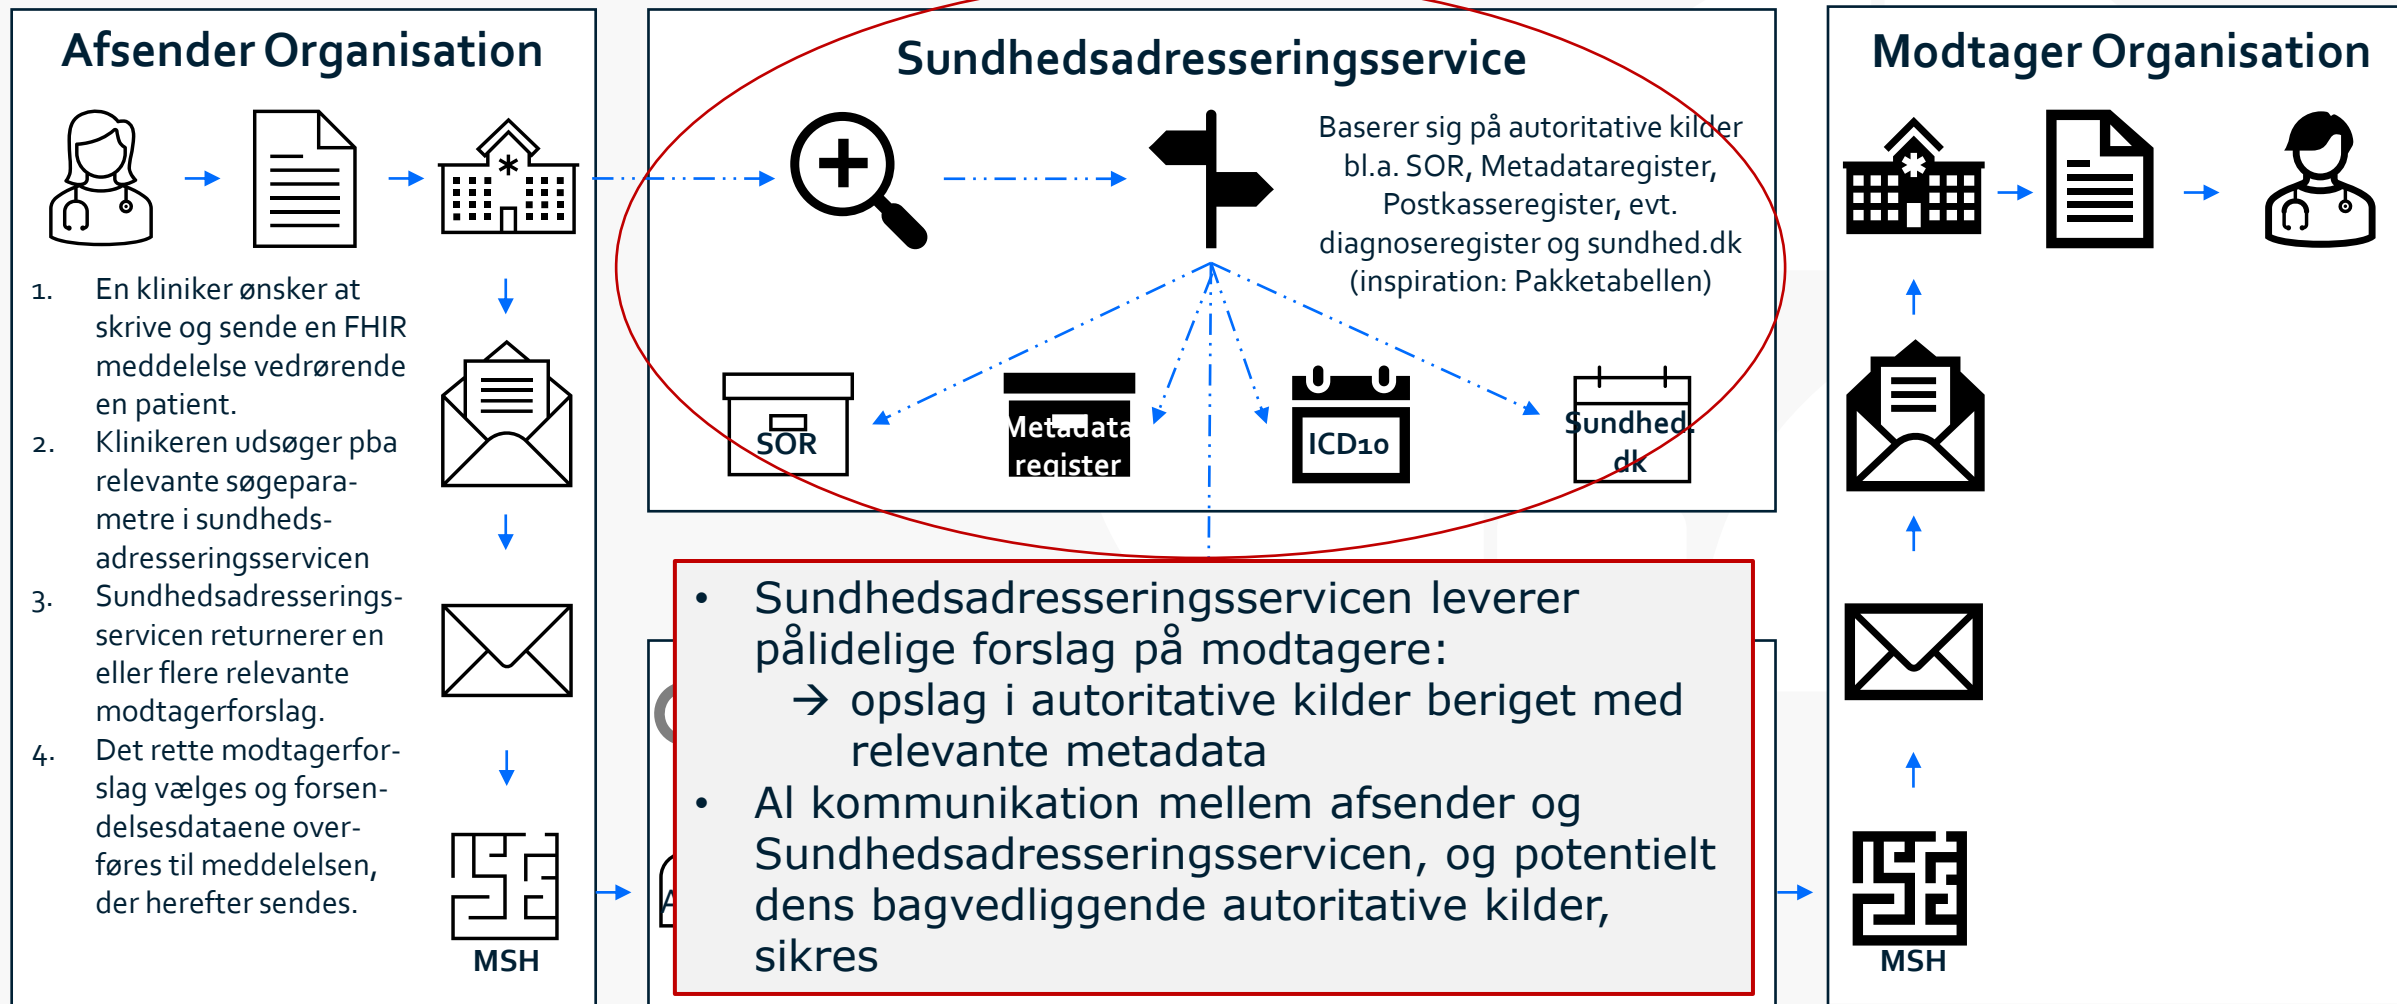 Afsender Organisation
1. En kliniker ønsker at
skrive og sende en FHIR
meddelelse vedrørende
en patient.
2. Klinikeren udsøger pba
relevante søgepara-
metre i sundheds-
adresseringsservicen
3. Sundhedsadresserings-
servicen returnerer en
eller flere relevante
modtagerforslag.
4. Det rette modtagerfor-
slag vælges og forsen-
delsesdataene over-
føres til meddelelsen,
der herefter sendes.
MSH
Sundhedsadresseringsservice
Baserer sig på autoritative kilder
bl.a. SOR, Metadataregister,
Postkasseregister, evt.
diagnoseregister og sundhed.dk
(inspiration: Pakketabellen)
SOR
Metadata
register
ICD10
Sundhed.
dk
• Sundhedsadresseringsservicen leverer
pålidelige forslag på modtagere:
→ opslag i autoritative kilder beriget med
relevante metadata
• Al kommunikation mellem afsender og
Sundhedsadresseringsservicen, og potentielt
dens bagvedliggende autoritative kilder,
sikres
Modtager Organisation
MSH